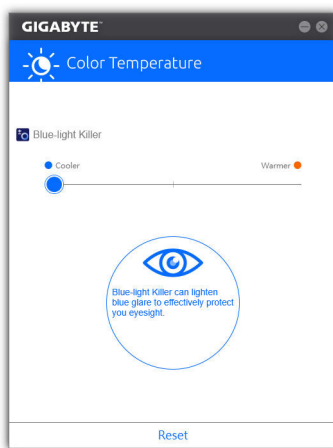 GIGABYTE™
Color Temperature
Blue-light Killer
Cooler Warmer
Blue-light Killer can lighten
blue glare to effectively protect
you eyesight.
Reset